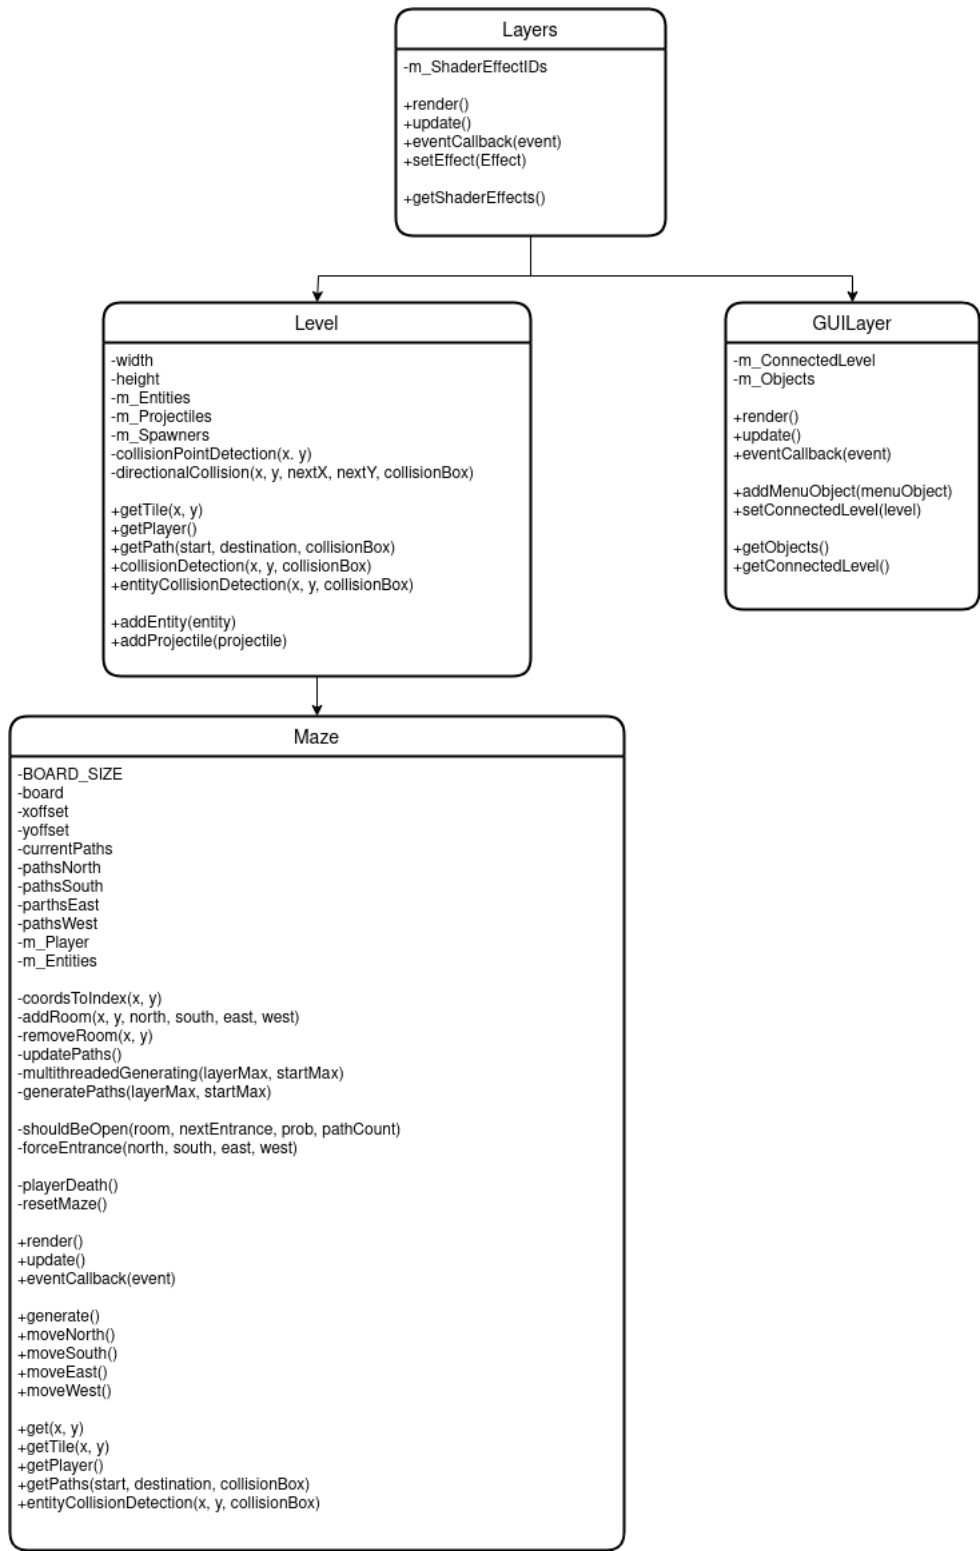 Layers
-m_ShaderEffectIDs
+render()
+update()
+eventCallback(event)
+setEffect(Effect)
+getShaderEffects()
Level
-width
-height
-m_Entities
-m_Projectiles
-m_Spawners
-collisionPointDetection(x. y)
-directionalCollision(x, y, nextX, nextY, collisionBox)
+getTile(x, y)
+getPlayer()
+getPath(start, destination, collisionBox)
+collisionDetection(x, y, collisionBox)
+entityCollisionDetection(x, y, collisionBox)
+addEntity(entity)
+addProjectile(projectile)
GUILayer
-m_ConnectedLevel
-m_Objects
+render()
+update()
+eventCallback(event)
+addMenuObject(menuObject)
+setConnectedLevel(level)
+getObjects()
+getConnectedLevel()
Maze
-BOARD_SIZE
-board
-xoffset
-yoffset
-currentPaths
-pathsNorth
-pathsSouth
-parthsEast
-pathsWest
-m_Player
-m_Entities
-coordsToIndex(x, y)
-addRoom(x, y, north, south, east, west)
-removeRoom(x, y)
-updatePaths()
-multithreadedGenerating(layerMax, startMax)
-generatePaths(layerMax, startMax)
-shouldBeOpen(room, nextEntrance, prob, pathCount)
-forceEntrance(north, south, east, west)
-playerDeath()
-resetMaze()
+render()
+update()
+eventCallback(event)
+generate()
+moveNorth()
+moveSouth()
+moveEast()
+moveWest()
+get(x, y)
+getTile(x, y)
+getPlayer()
+getPaths(start, destination, collisionBox)
+entityCollisionDetection(x, y, collisionBox)